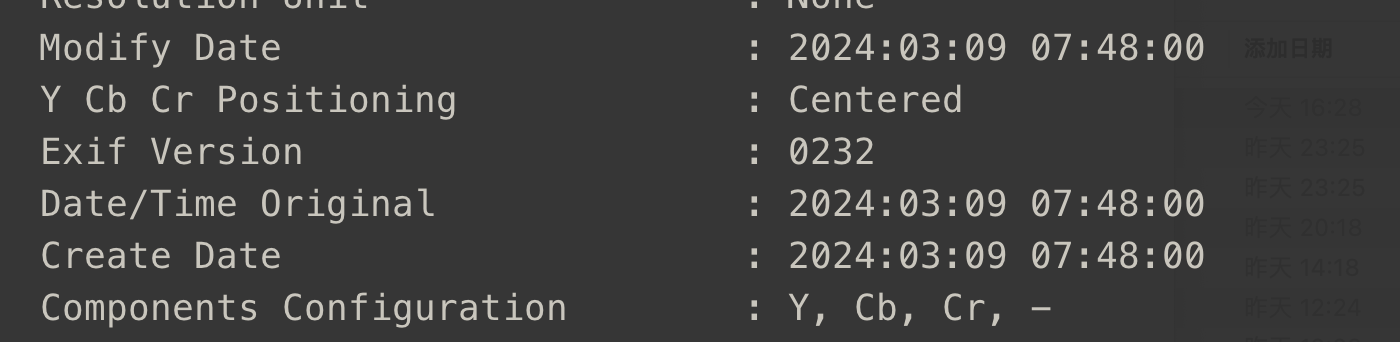 Resolution Unit : None
Modify Date : 2024:03:09 07:48:00
添加日期
Y Cb Cr Positioning : Centered
今天 16:28
Exif Version : 0232
昨天 23:25
Date/Time Original : 2024:03:09 07:48:00
昨天 23:25
昨天 20:18
Create Date : 2024:03:09 07:48:00
昨天 14:18
Components Configuration : Y, Cb, Cr, -
昨天 12:24